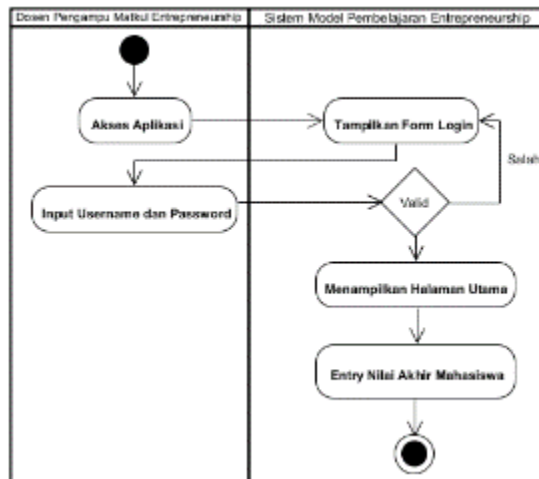 Dosen Pengampu Matkul Entrepreneurship
Sistem Model Pembelajaran Entrepreneurship
Akses Aplikasi
Tampilkan Form Login
Salah
Input Username dan Password
Valid
Menampilkan Halaman Utama
Entry Nilai Akhir Mahasiswa